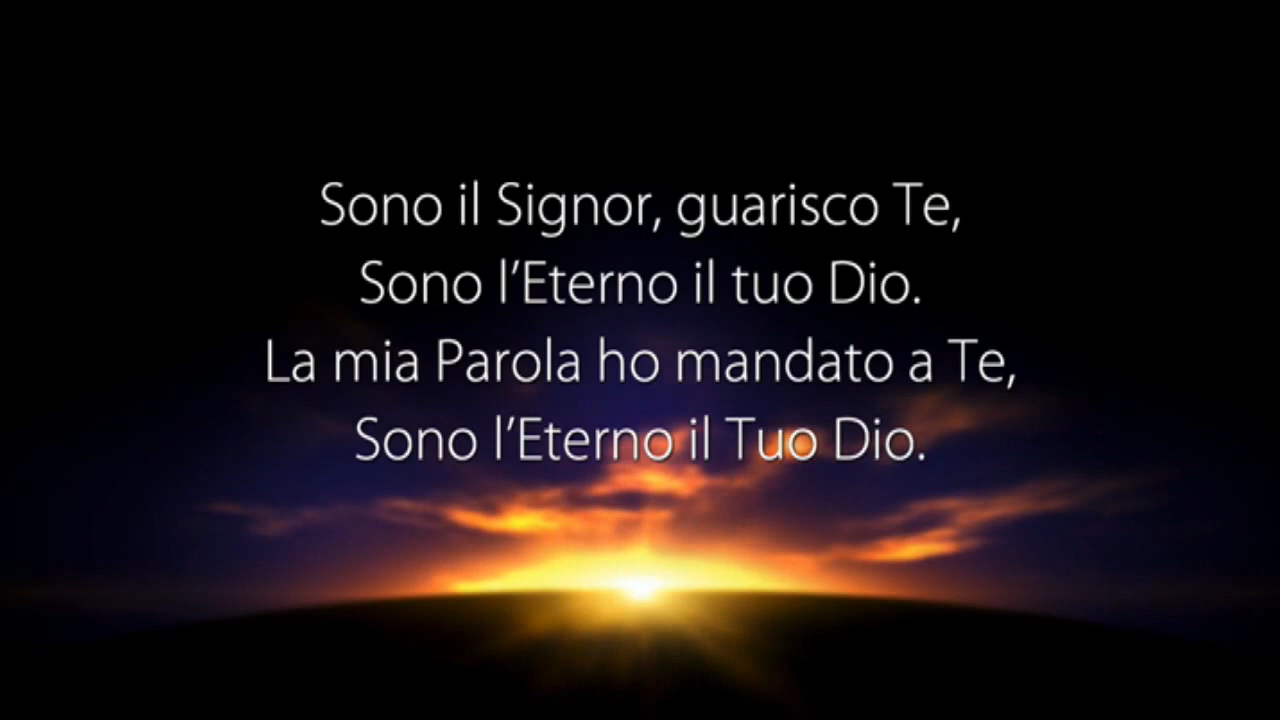 Sono il Signor, guarisco Te,
Sono l’Eterno il tuo Dio.
La mia Parola ho mandato a Te,
Sono l’Eterno il Tuo Dio.